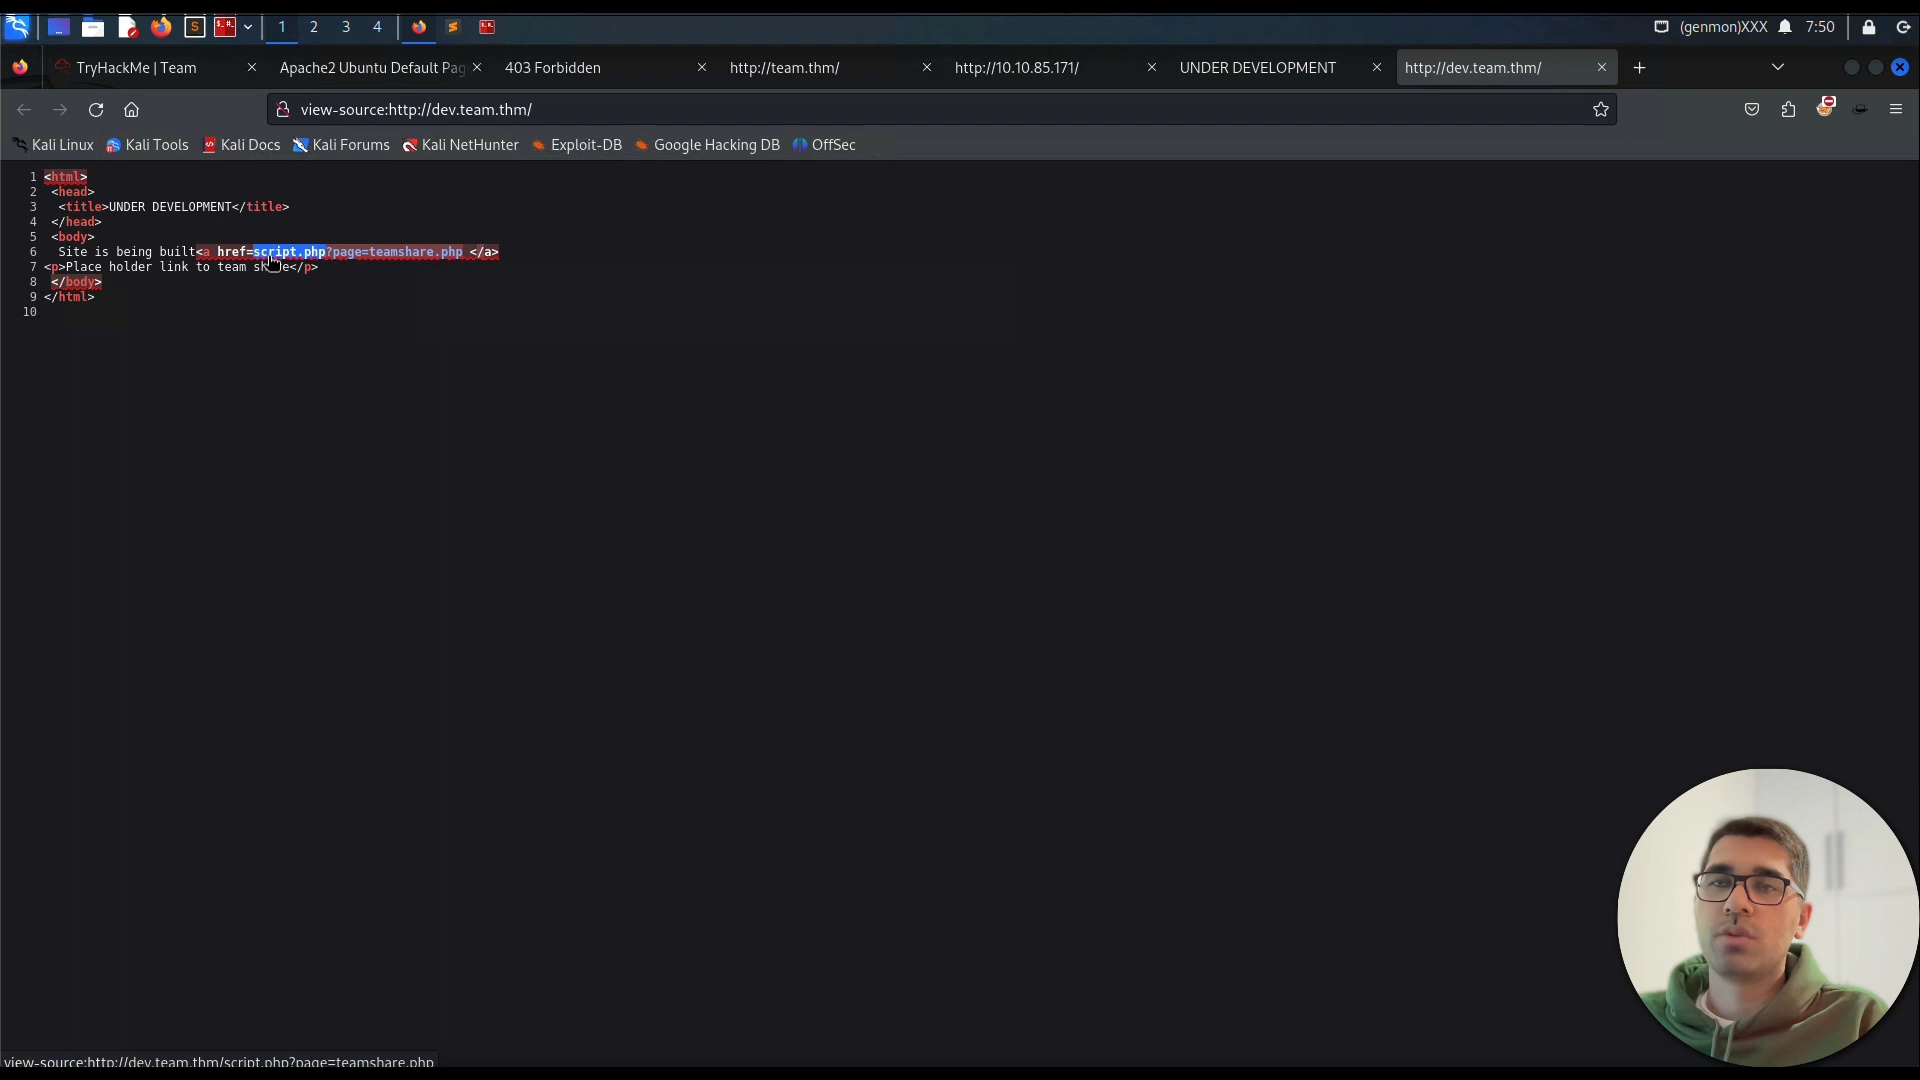 1 2 3 4 (genmon)XXX 7:50
TryHackMe | Team Apache2 Ubuntu Default Pag 403 Forbidden http://team.thm/ http://10.10.85.171/ UNDER DEVELOPMENT http://dev.team.thm/
view-source:http://dev.team.thm/
Kali Linux Kali Tools Kali Docs Kali Forums Kali NetHunter Exploit-DB Google Hacking DB OffSec
1 <html>
2 <head>
3 <title>UNDER DEVELOPMENT</title>
4 </head>
5 <body>
6 Site is being built<a href=script.php?page=teamshare.php </a>
7 <p>Place holder link to team </p>
8 </body>
9 </html>
10
view-source:http://dev.team.thm/script.php?page=teamshare.php